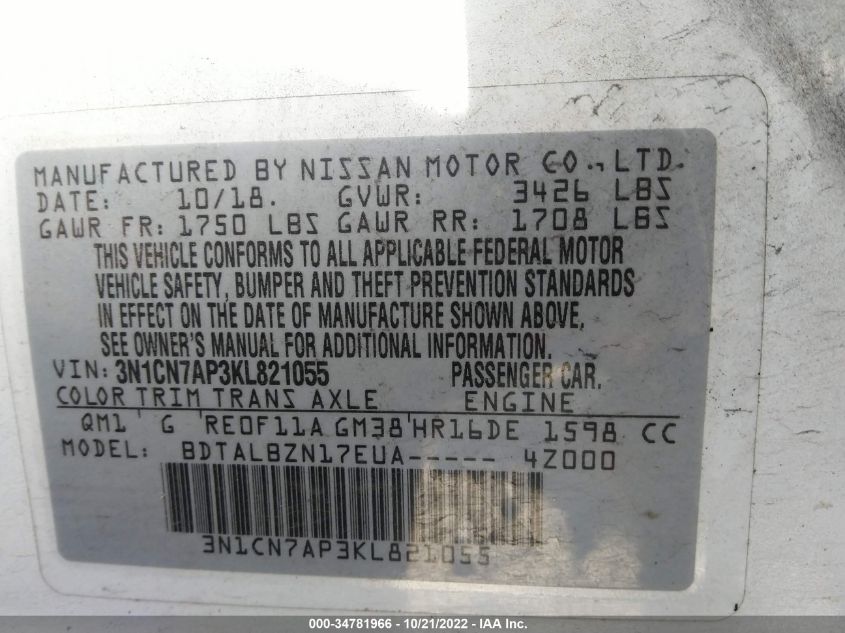 MANUFACTURED BY NISSAN MOTOR CO., LTD.
DATE: 10/18. GVWR: 3426 LBS
GAWR FR: 1750 LBS GAWR RR: 1708 LBS
THIS VEHICLE CONFORMS TO ALL APPLICABLE FEDERAL MOTOR
VEHICLE SAFETY, BUMPER AND THEFT PREVENTION STANDARDS
IN EFFECT ON THE DATE OF MANUFACTURE SHOWN ABOVE,
SEE OWNER'S MANUAL FOR ADDITIONAL INFORMATION.
VIN: 3N1CN7AP3KL821055 PASSENGER CAR.
COLOR TRIM TRANS AXLE ENGINE
QM1 G RE0F11A GM38 HR16DE 1598 CC
MODEL: BDTALBZN17EUA----- 4Z000
3N1CN7AP3KL821055
000-34781966 - 10/21/2022 - IAA Inc.